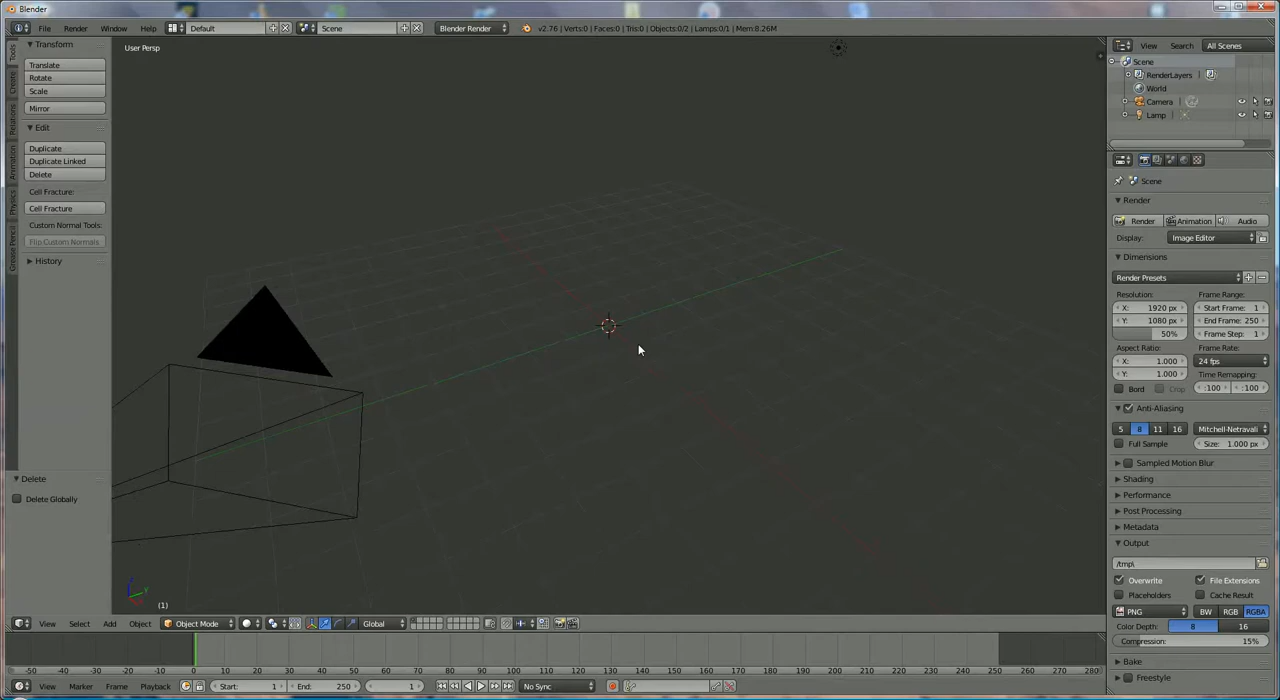 Blender
File Render Window Help Default Scene Blender Render v2.76 | Verts:0 | Faces:0 | Tris:0 | Objects:0/2 | Lamps:0/1 | Mem:8.26M
View Search All Scenes
Tools
Create
Relations
Animation
Physics
Grease Pencil
Transform
Translate
Rotate
Scale
Mirror
Edit
Duplicate
Duplicate Linked
Delete
Cell Fracture:
Cell Fracture
Custom Normal Tools:
Flip Custom Normals
History
Delete
Delete Globally
User Persp
(1)
View Select Add Object Object Mode Global
-50 -40 -30 -20 -10 0 10 20 30 40 50 60 70 80 90 100 110 120 130 140 150 160 170 180 190 200 210 220 230 240 250 260 270 280
View Marker Frame Playback Start: 1 End: 250 1 No Sync
Scene
RenderLayers
World
Camera
Lamp
Scene
Render
Render Animation Audio
Display: Image Editor
Dimensions
Render Presets
Resolution: Frame Range:
X: 1920 px Start Frame: 1
Y: 1080 px End Frame: 250
50% Frame Step: 1
Aspect Ratio: Frame Rate:
X: 1.000 24 fps
Y: 1.000 Time Remapping:
Bord Crop :100 :100
Anti-Aliasing
5 8 11 16 Mitchell-Netravali
Full Sample Size: 1.000 px
Sampled Motion Blur
Shading
Performance
Post Processing
Metadata
Output
/tmp\
Overwrite File Extensions
Placeholders Cache Result
PNG BW RGB RGBA
Color Depth: 8 16
Compression: 15%
Bake
Freestyle